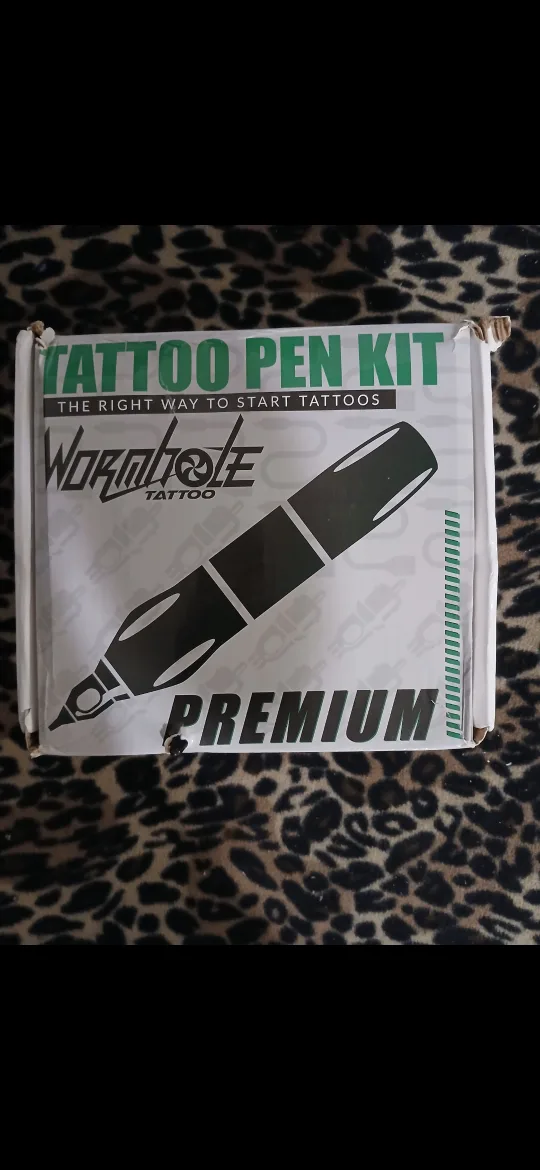 TATTOO PEN KIT
THE RIGHT WAY TO START TATTOOS
WORMhOLE
TATTOO
PREMIUM